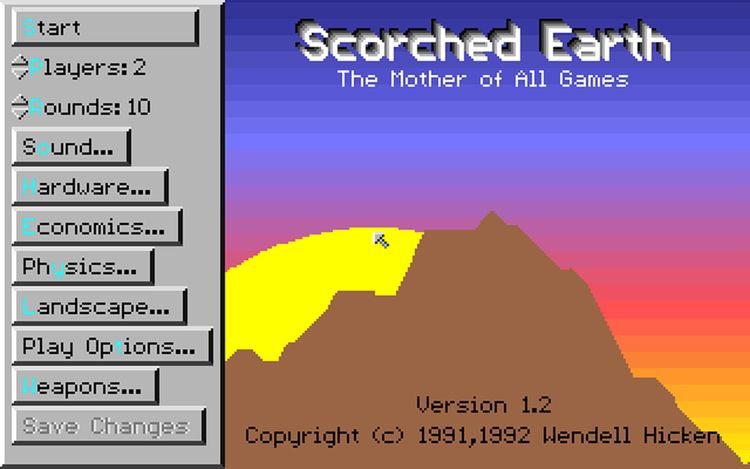 Start
Players: 2
Rounds: 10
Sound...
Hardware...
Economics...
Physics...
Landscape...
Play Options...
Weapons...
Save Changes
Scorched Earth
The Mother of All Games
Version 1.2
Copyright (c) 1991,1992 Wendell Hicken